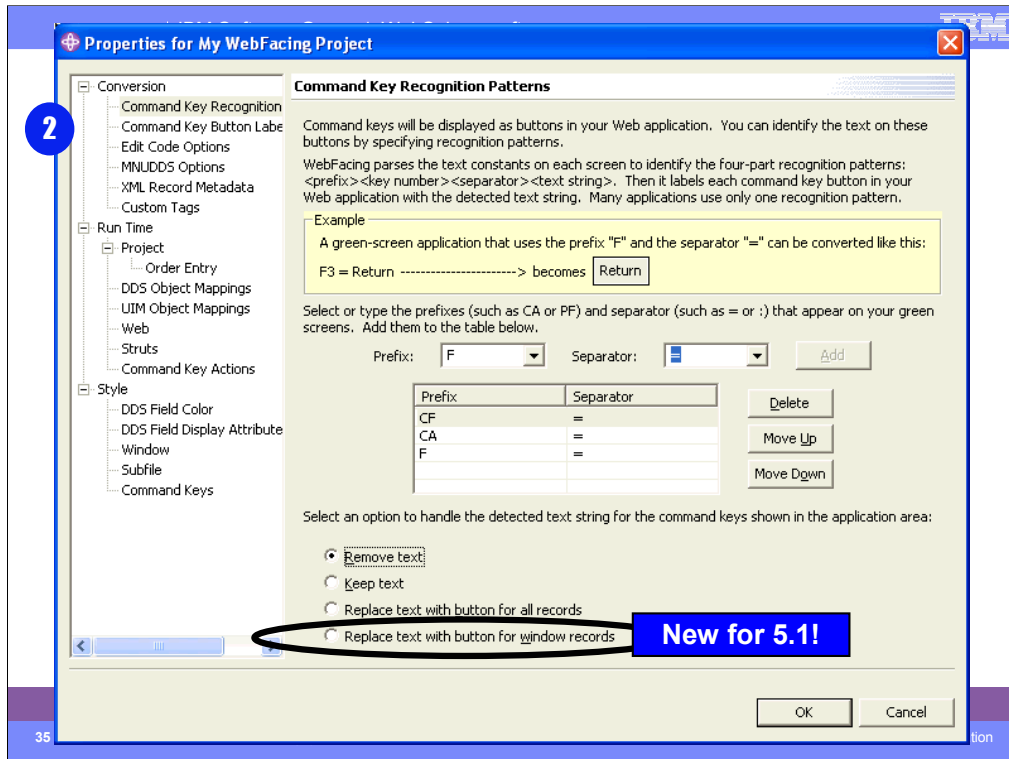 IBM
Properties for My WebFacing Project
2
Conversion
Command Key Recognition
Command Key Button Labe
Edit Code Options
MNUDDS Options
XML Record Metadata
Custom Tags
Run Time
Project
Order Entry
DDS Object Mappings
UIM Object Mappings
Web
Struts
Command Key Actions
Style
DDS Field Color
DDS Field Display Attribute
Window
Subfile
Command Keys
Command Key Recognition Patterns
Command keys will be displayed as buttons in your Web application. You can identify the text on these
buttons by specifying recognition patterns.
WebFacing parses the text constants on each screen to identify the four-part recognition patterns:
<prefix><key number><separator><text string>. Then it labels each command key button in your
Web application with the detected text string. Many applications use only one recognition pattern.
Example
A green-screen application that uses the prefix "F" and the separator "=" can be converted like this:
F3 = Return -----------------------> becomes Return
Select or type the prefixes (such as CA or PF) and separator (such as = or :) that appear on your green
screens. Add them to the table below.
Prefix: F Separator: = Add
Prefix Separator
CF =
CA =
F =
Delete
Move Up
Move Down
Select an option to handle the detected text string for the command keys shown in the application area:
Remove text
Keep text
Replace text with button for all records
Replace text with button for window records
New for 5.1!
OK Cancel
35
tion